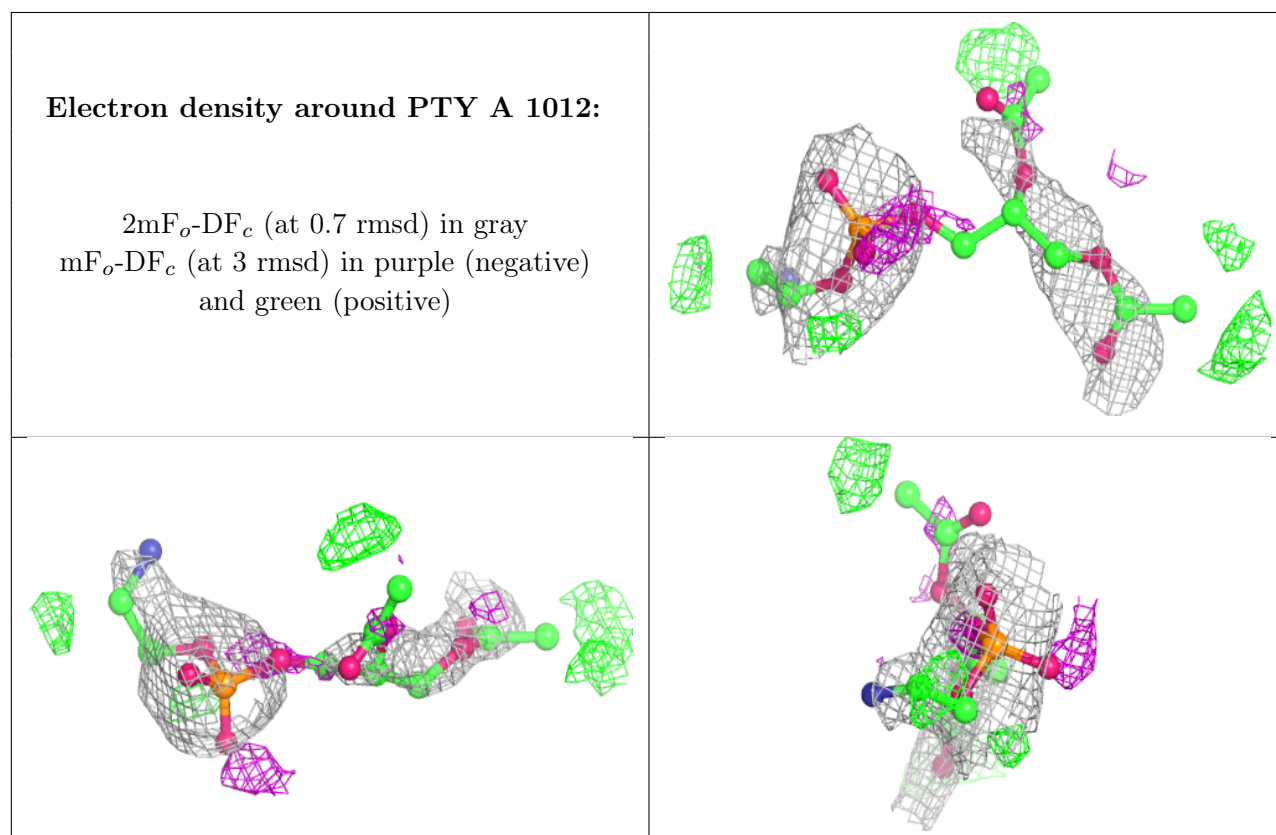 Electron density around PTY A 1012:
2mFₒ-DF𝒸 (at 0.7 rmsd) in gray
mFₒ-DF𝒸 (at 3 rmsd) in purple (negative)
and green (positive)